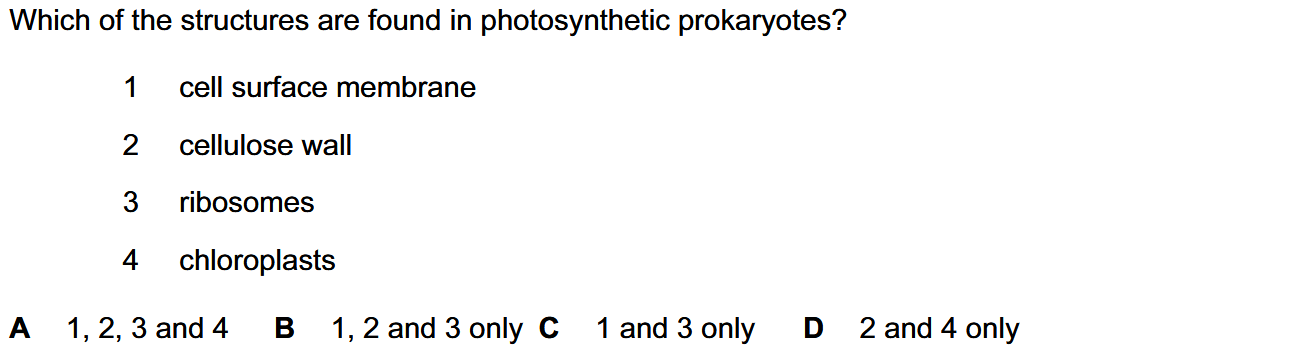 Which of the structures are found in photosynthetic prokaryotes?
1 cell surface membrane
2 cellulose wall
3 ribosomes
4 chloroplasts
A 1, 2, 3 and 4 B 1, 2 and 3 only C 1 and 3 only D 2 and 4 only